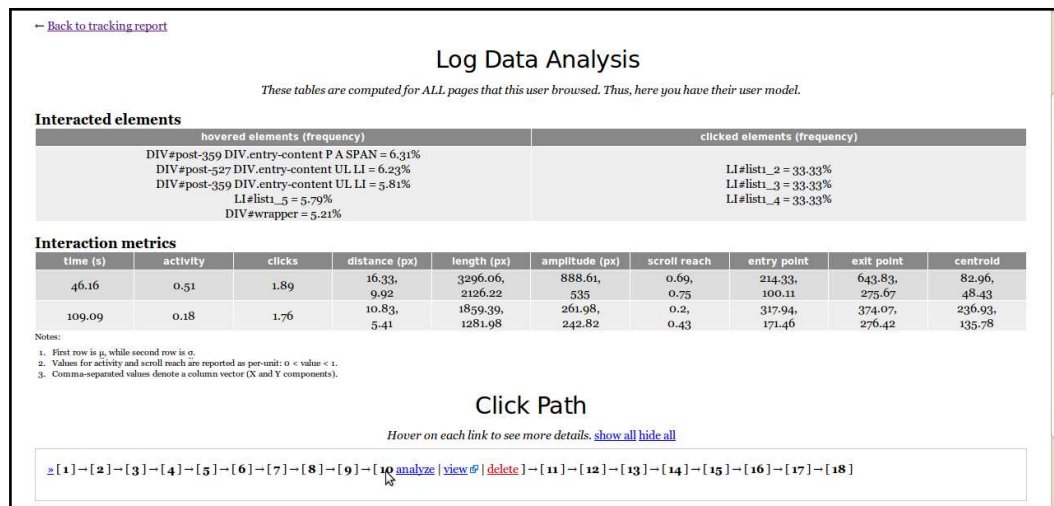 ← Back to tracking report
Log Data Analysis
These tables are computed for ALL pages that this user browsed. Thus, here you have their user model.
Interacted elements
hovered elements (frequency) clicked elements (frequency)
DIV#post-359 DIV.entry-content P A SPAN = 6.31%
DIV#post-527 DIV.entry-content UL LI = 6.23%
DIV#post-359 DIV.entry-content UL LI = 5.81%
LI#list1_5 = 5.79%
DIV#wrapper = 5.21%
LI#list1_2 = 33.33%
LI#list1_3 = 33.33%
LI#list1_4 = 33.33%
Interaction metrics
time (s) activity clicks distance (px) length (px) amplitude (px) scroll reach entry point exit point centroid
46.16 0.51 1.89 16.33, 3296.06, 888.61, 0.69, 214.33, 643.83, 82.96,
9.92 2126.22 535 0.75 100.11 275.67 48.43
109.09 0.18 1.76 10.83, 1859.39, 261.98, 0.2, 317.94, 374.07, 236.93,
5.41 1281.98 242.82 0.43 171.46 276.42 135.78
Notes:
1. First row is μ, while second row is σ.
2. Values for activity and scroll reach are reported as per-unit: 0 < value < 1.
3. Comma-separated values denote a column vector (X and Y components).
Click Path
Hover on each link to see more details. show all hide all
» [ 1 ] → [ 2 ] → [ 3 ] → [ 4 ] → [ 5 ] → [ 6 ] → [ 7 ] → [ 8 ] → [ 9 ] → [ 10 analyze | view | delete ] → [ 11 ] → [ 12 ] → [ 13 ] → [ 14 ] → [ 15 ] → [ 16 ] → [ 17 ] → [ 18 ]